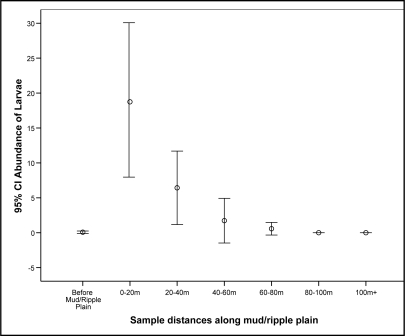 95% CI Abundance of Larvae
30
25
20
15
10
5
0
-5
Before
Mud/Ripple
Plain
0-20m
20-40m
40-60m
60-80m
80-100m
100m+
Sample distances along mud/ripple plain